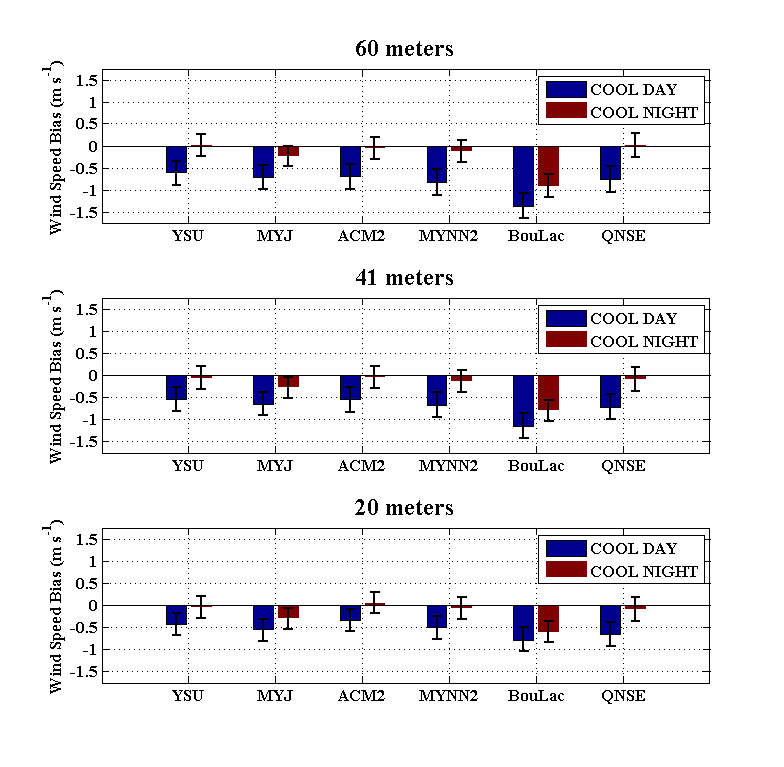 60 meters
Wind Speed Bias (m s-1)
1.5
1
0.5
0
-0.5
-1
-1.5
COOL DAY
COOL NIGHT
YSU MYJ ACM2 MYNN2 BouLac QNSE
41 meters
Wind Speed Bias (m s-1)
1.5
1
0.5
0
-0.5
-1
-1.5
COOL DAY
COOL NIGHT
YSU MYJ ACM2 MYNN2 BouLac QNSE
20 meters
Wind Speed Bias (m s-1)
1.5
1
0.5
0
-0.5
-1
-1.5
COOL DAY
COOL NIGHT
YSU MYJ ACM2 MYNN2 BouLac QNSE